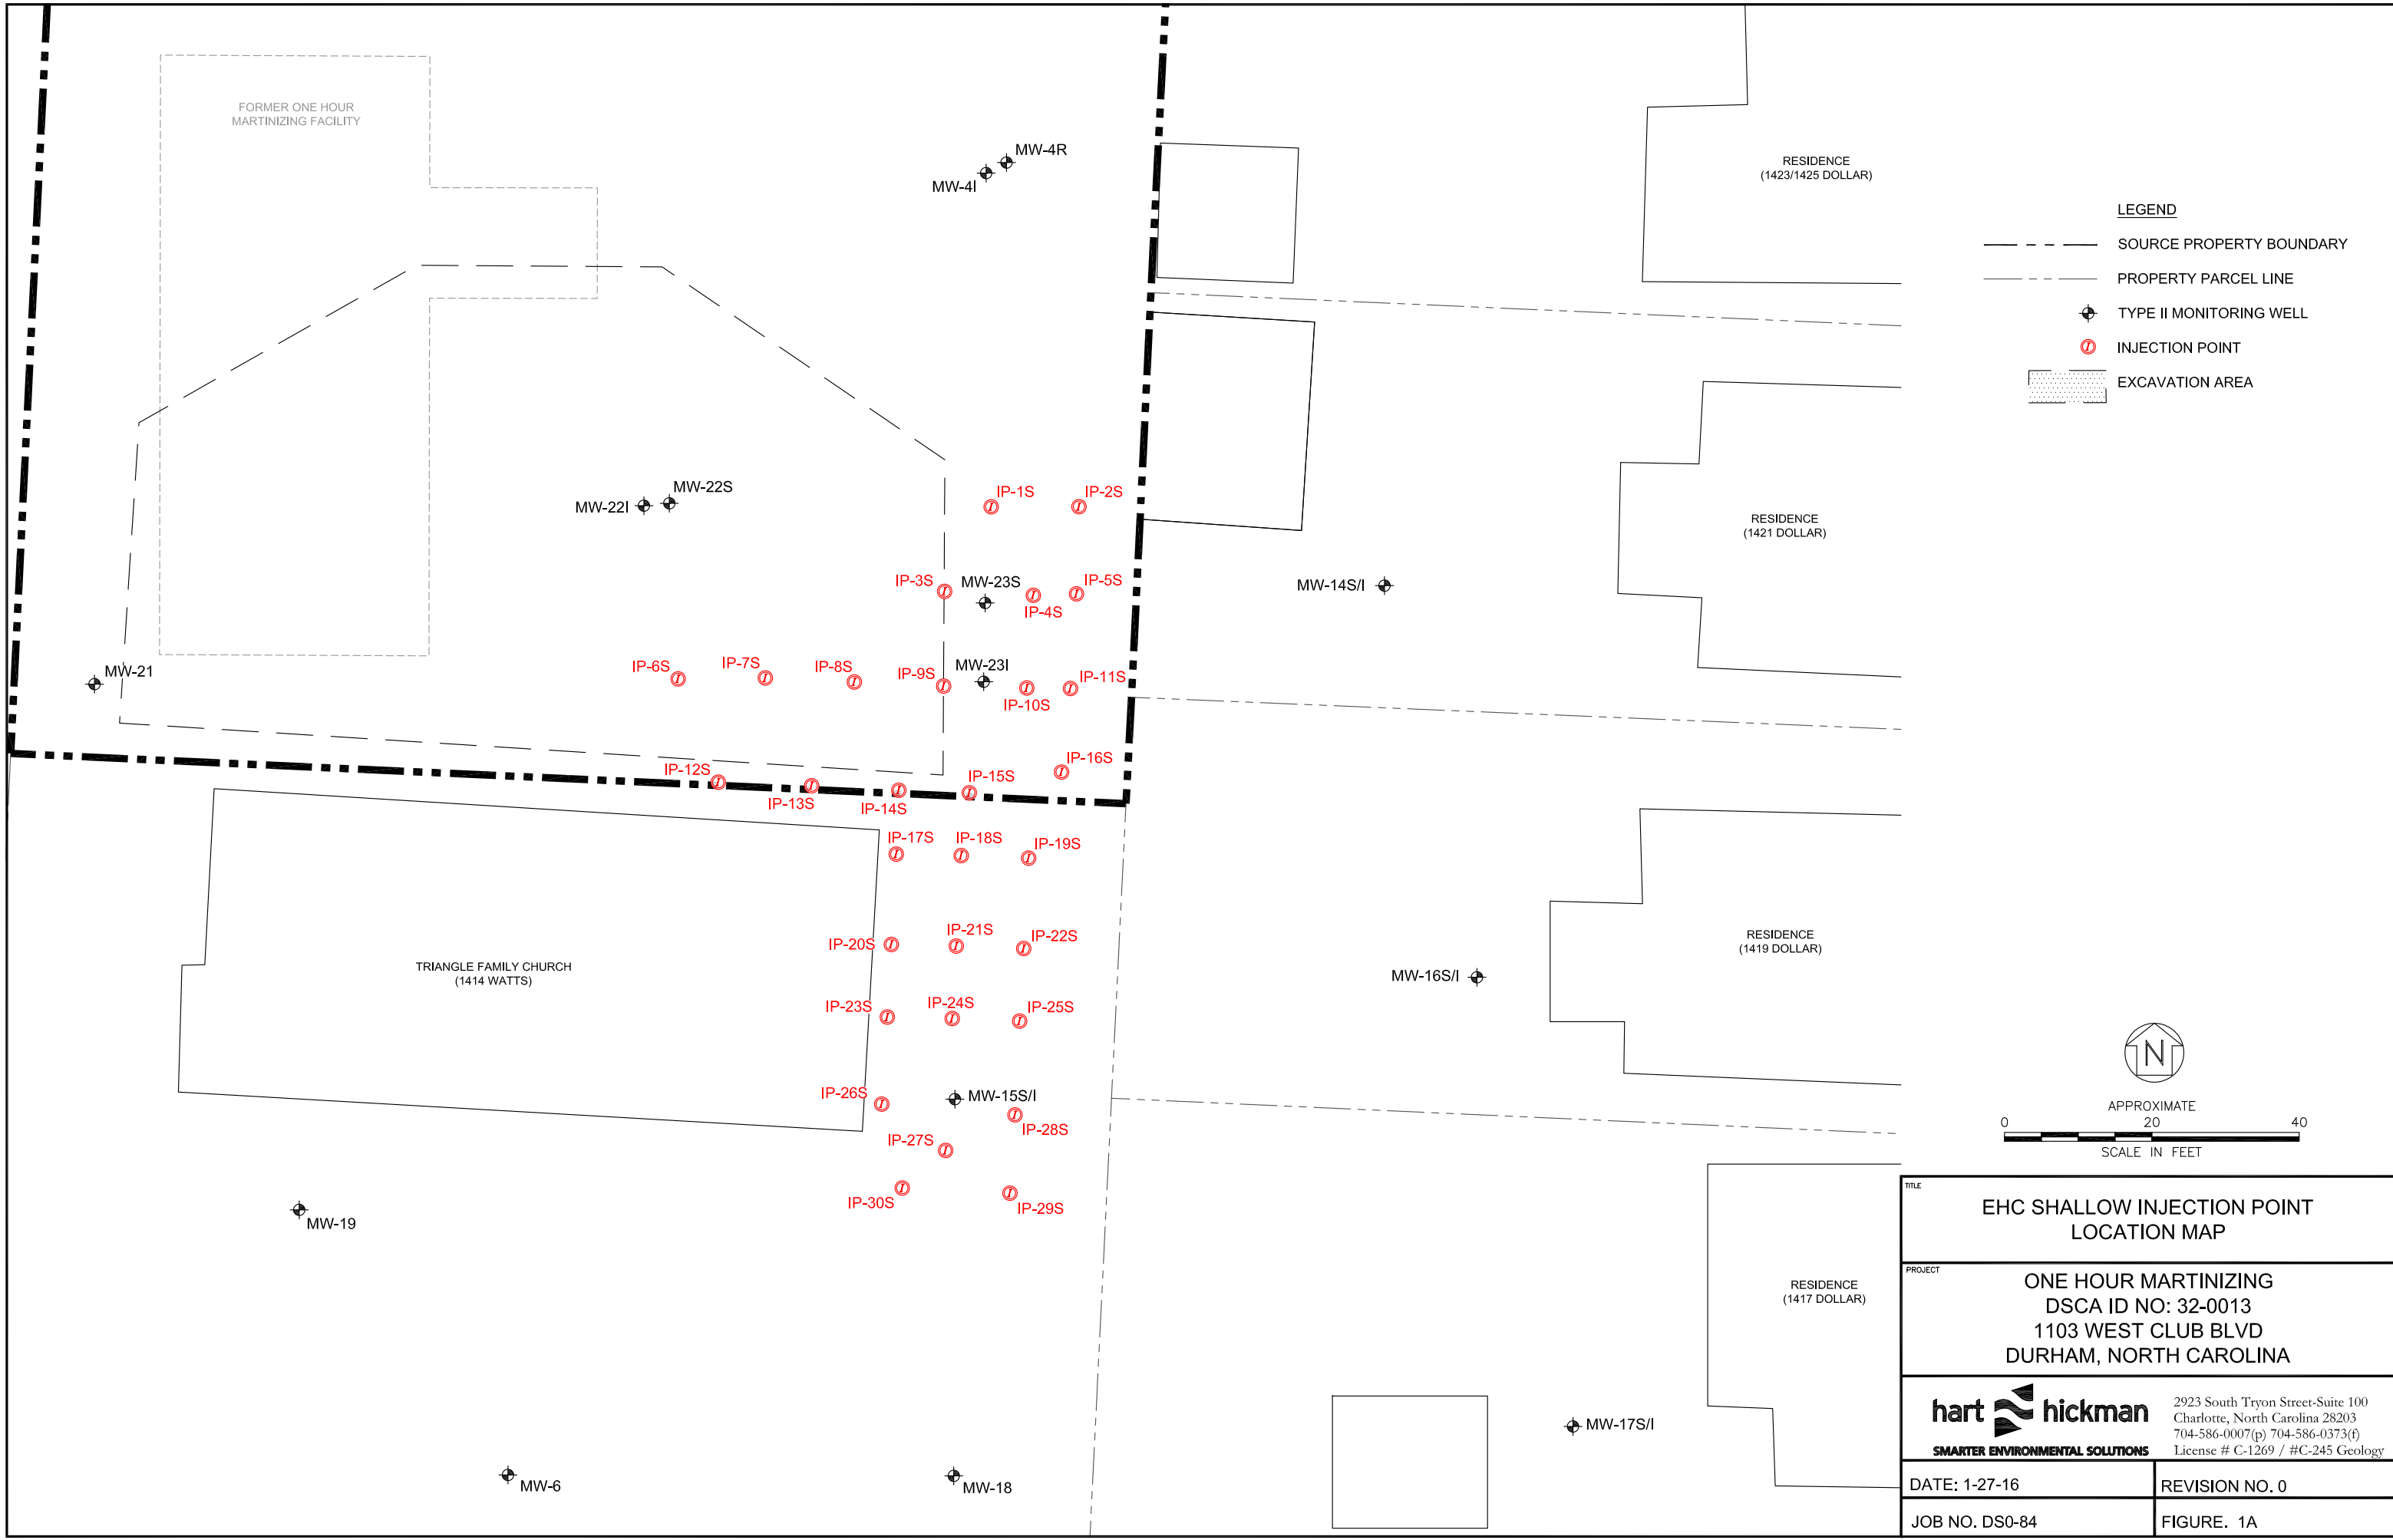 FORMER ONE HOUR
MARTINIZING FACILITY
MW-4R
MW-4I
RESIDENCE
(1423/1425 DOLLAR)
LEGEND
SOURCE PROPERTY BOUNDARY
PROPERTY PARCEL LINE
TYPE II MONITORING WELL
INJECTION POINT
EXCAVATION AREA
MW-22S
MW-22I
IP-1S
IP-2S
RESIDENCE
(1421 DOLLAR)
IP-3S
MW-23S
IP-4S
IP-5S
MW-14S/I
MW-21
IP-6S
IP-7S
IP-8S
IP-9S
MW-23I
IP-10S
IP-11S
IP-12S
IP-13S
IP-14S
IP-15S
IP-16S
IP-17S
IP-18S
IP-19S
IP-20S
IP-21S
IP-22S
RESIDENCE
(1419 DOLLAR)
TRIANGLE FAMILY CHURCH
(1414 WATTS)
MW-16S/I
IP-23S
IP-24S
IP-25S
IP-26S
MW-15S/I
IP-28S
IP-27S
IP-30S
IP-29S
MW-19
RESIDENCE
(1417 DOLLAR)
MW-17S/I
MW-6
MW-18
N
APPROXIMATE
0 20 40
SCALE IN FEET
TITLE
EHC SHALLOW INJECTION POINT
LOCATION MAP
PROJECT
ONE HOUR MARTINIZING
DSCA ID NO: 32-0013
1103 WEST CLUB BLVD
DURHAM, NORTH CAROLINA
hart hickman
SMARTER ENVIRONMENTAL SOLUTIONS
2923 South Tryon Street-Suite 100
Charlotte, North Carolina 28203
704-586-0007(p) 704-586-0373(f)
License # C-1269 / #C-245 Geology
DATE: 1-27-16
REVISION NO. 0
JOB NO. DS0-84
FIGURE. 1A